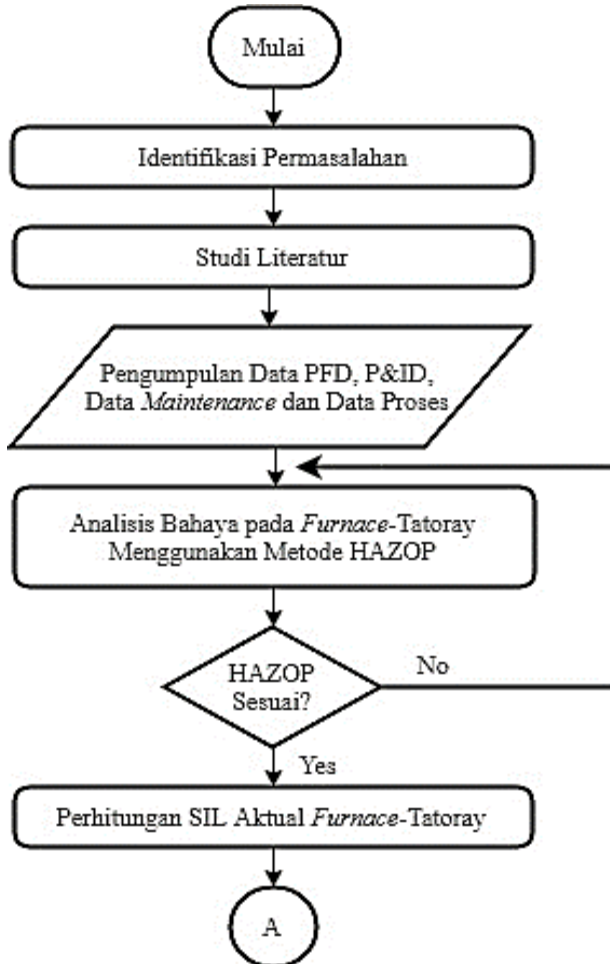 Mulai
Identifikasi Permasalahan
Studi Literatur
Pengumpulan Data PFD, P&ID,
Data Maintenance dan Data Proses
Analisis Bahaya pada Furnace-Tatoray
Menggunakan Metode HAZOP
HAZOP
Sesuai?
No
Yes
Perhitungan SIL Aktual Furnace-Tatoray
A